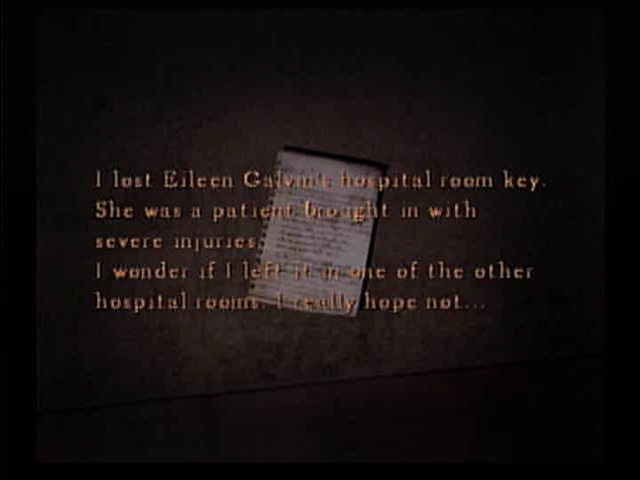 I lost Eileen Galvin's hospital room key.
She was a patient brought in with
severe injuries.
I wonder if I left it in one of the other
hospital rooms. I really hope not...